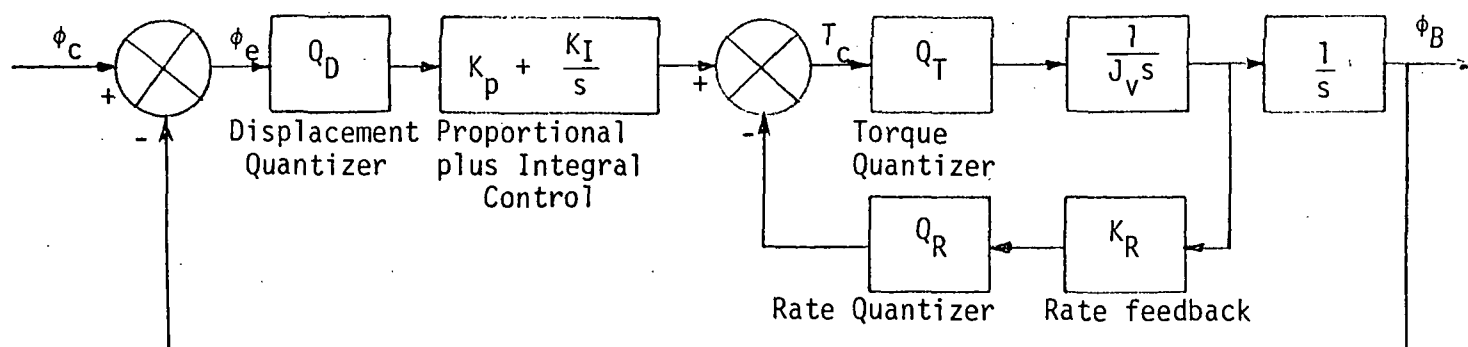 ϕc
+
-
ϕe
QD
Displacement
Quantizer
Kp + KI/s
Proportional
plus Integral
Control
+
-
Tc
QT
Torque
Quantizer
1/Jvs
1/s
ϕB
QR
Rate Quantizer
KR
Rate feedback